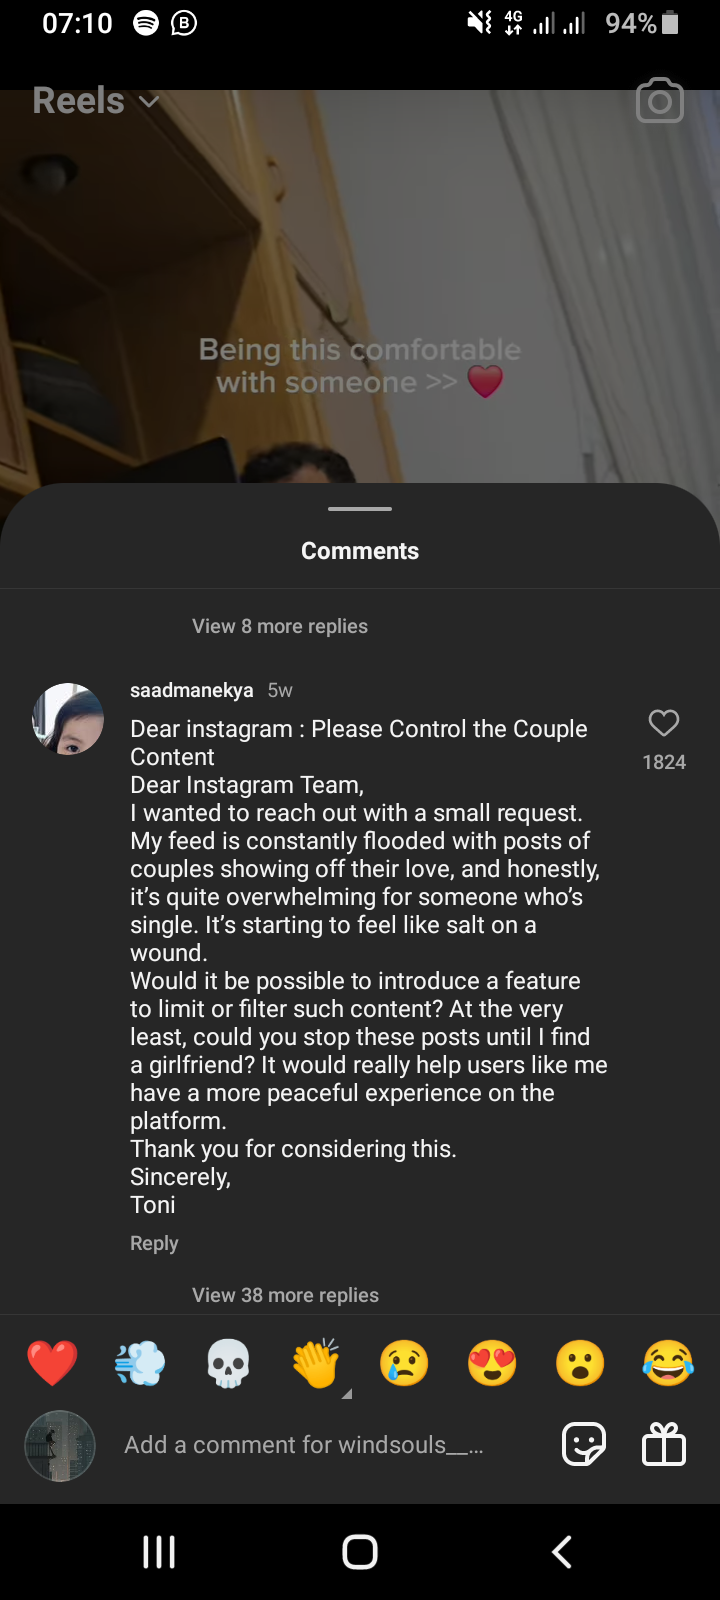 07:10
B
4G
94%
Reels
Being this comfortable
with someone >> ❤️
Comments
View 8 more replies
saadmanekya 5w
Dear instagram : Please Control the Couple
Content
Dear Instagram Team,
I wanted to reach out with a small request.
My feed is constantly flooded with posts of
couples showing off their love, and honestly,
it’s quite overwhelming for someone who’s
single. It’s starting to feel like salt on a
wound.
Would it be possible to introduce a feature
to limit or filter such content? At the very
least, could you stop these posts until I find
a girlfriend? It would really help users like me
have a more peaceful experience on the
platform.
Thank you for considering this.
Sincerely,
Toni
1824
Reply
View 38 more replies
❤️ 💨 💀 👏 😢 😍 😮 😂
Add a comment for windsouls__…